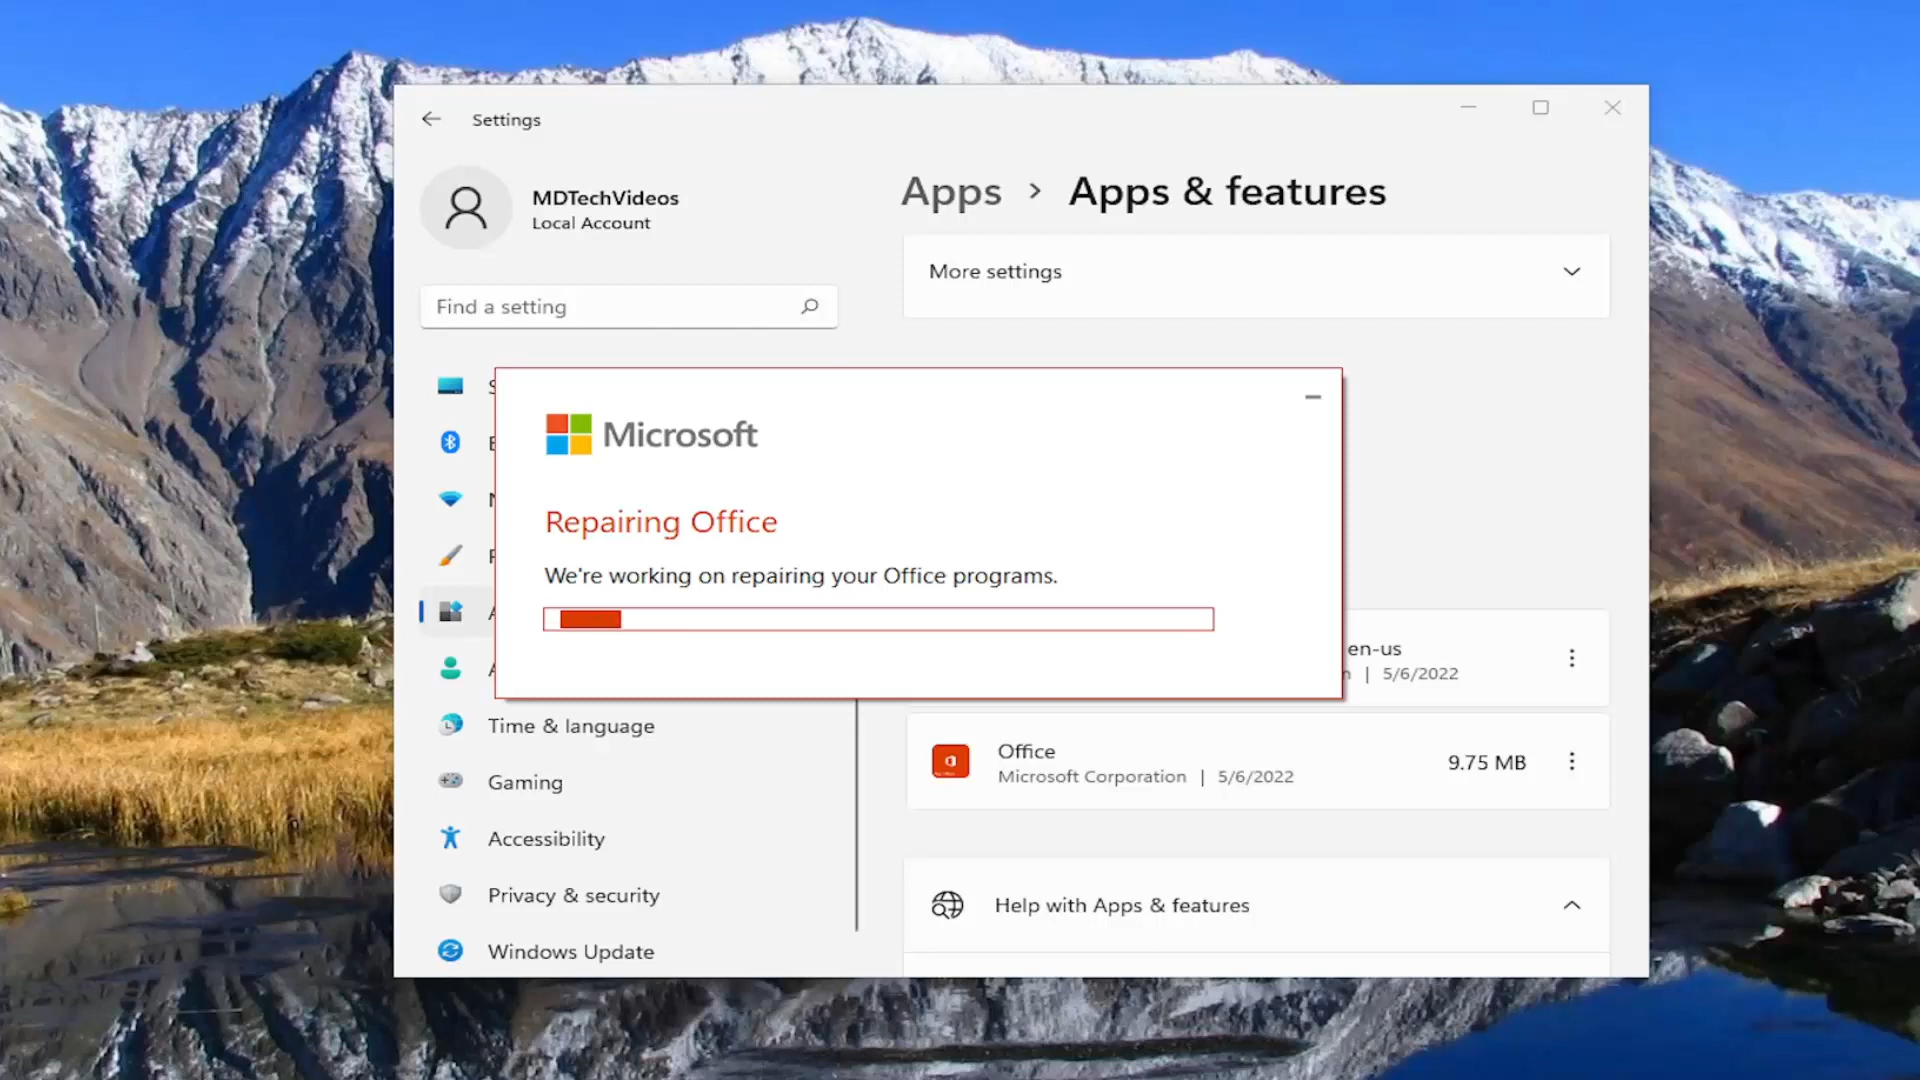 Settings
MDTechVideos
Local Account
Find a setting
Apps > Apps & features
More settings
Microsoft
Repairing Office
We're working on repairing your Office programs.
en-us
| 5/6/2022
Time & language
Gaming
Accessibility
Privacy & security
Windows Update
Office
Microsoft Corporation | 5/6/2022
9.75 MB
Help with Apps & features